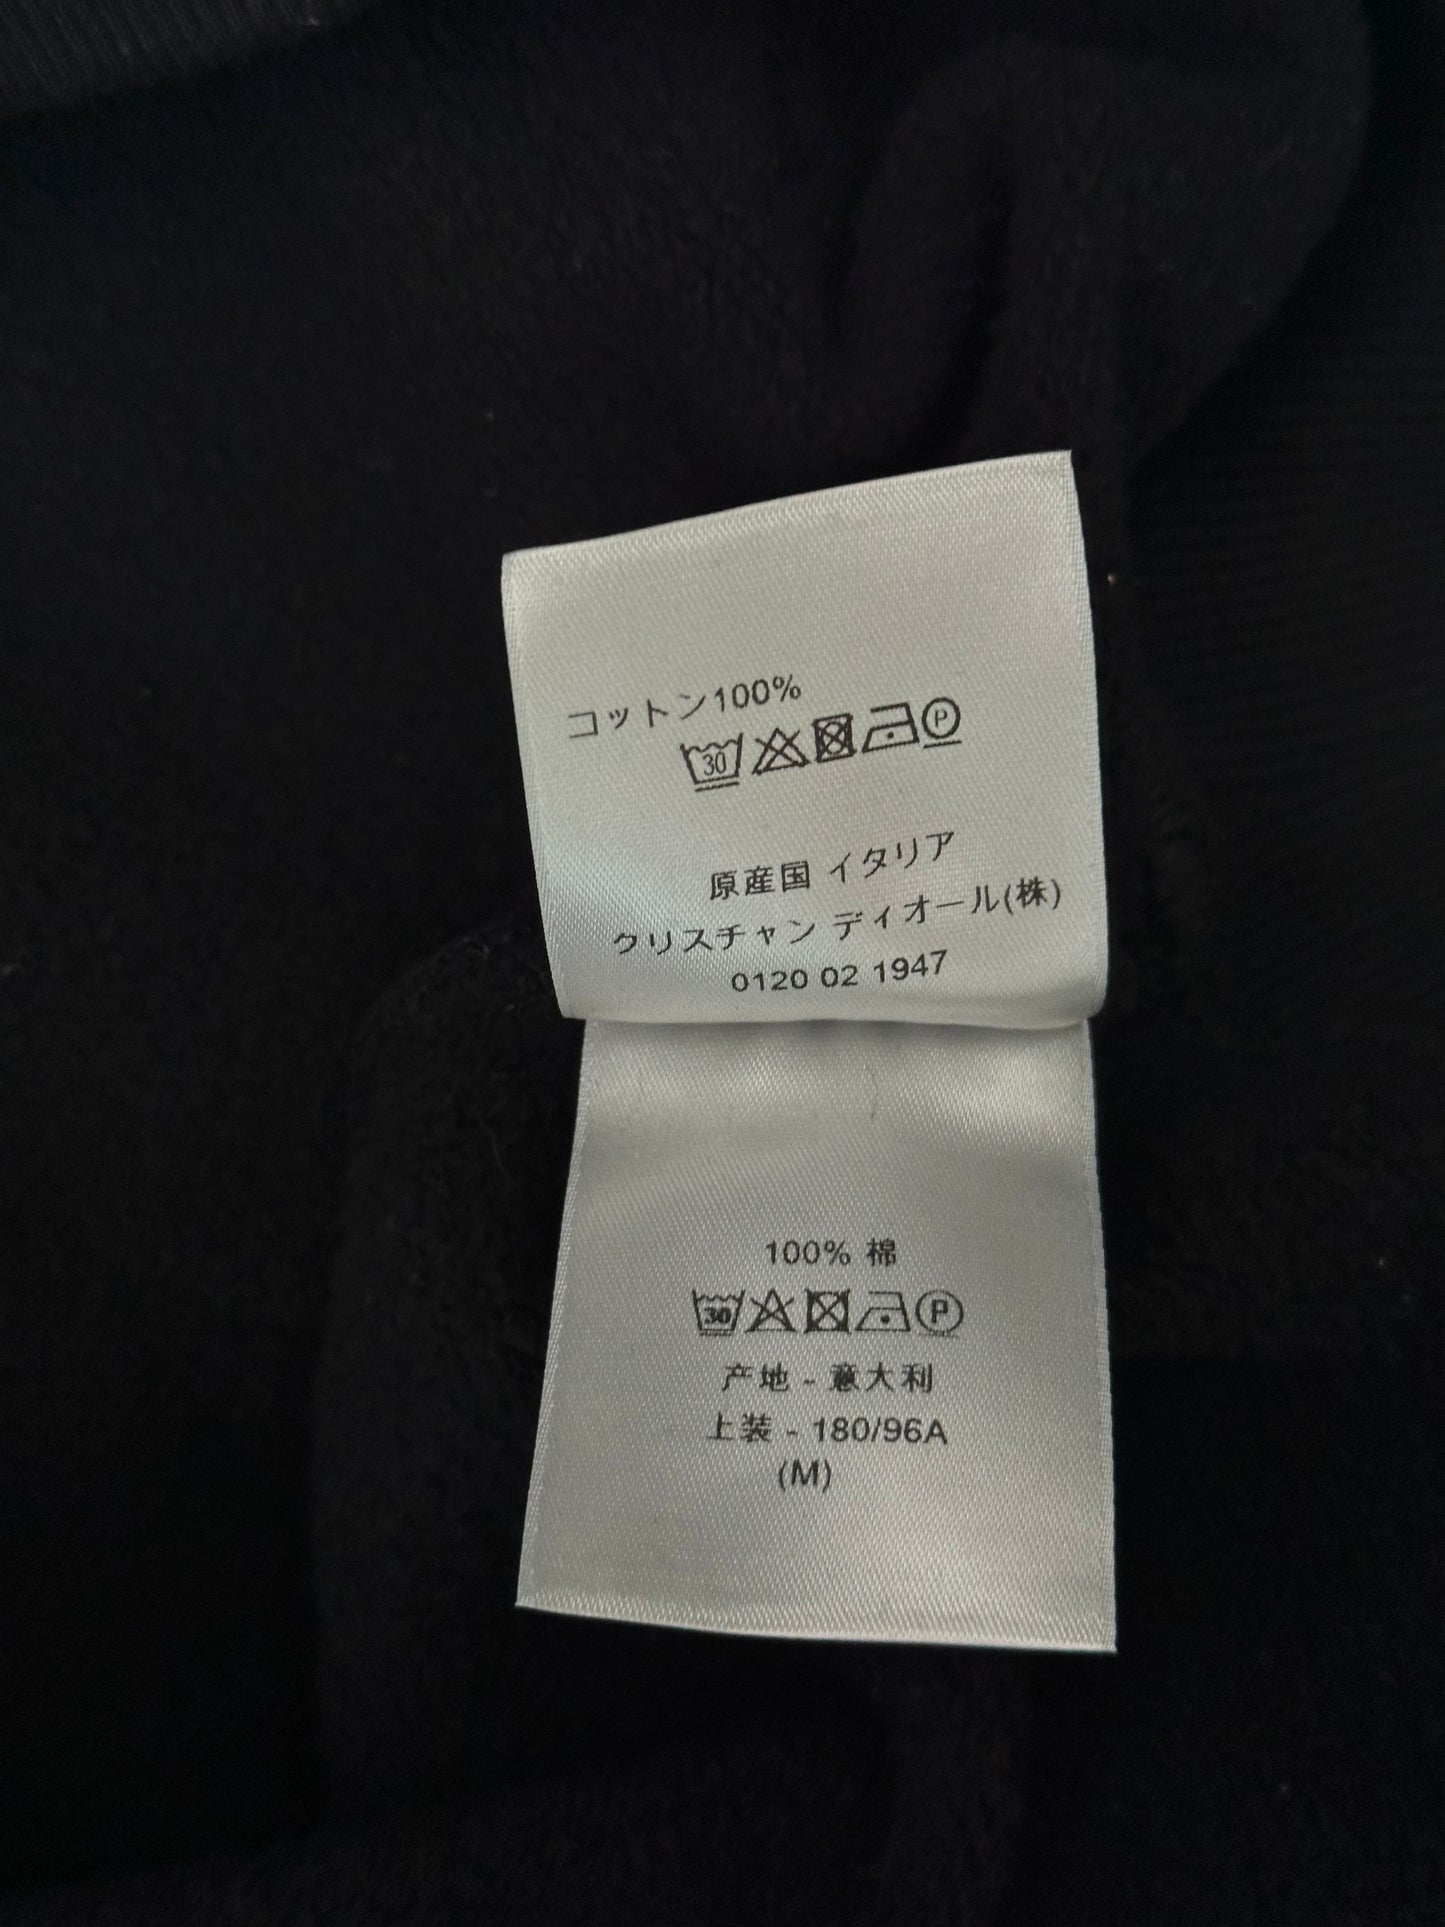 コットン100%
30 P
原産国 イタリア
クリスチャン ディオール(株)
0120 02 1947
100% 棉
30 P
产地 - 意大利
上装 - 180/96A
(M)